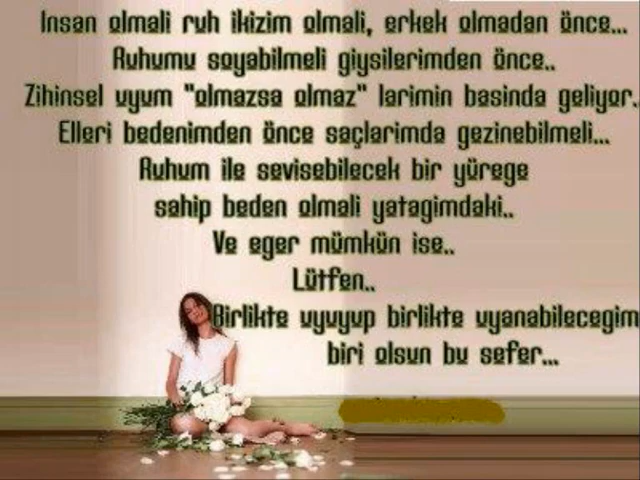 Insan olmali ruh ikizim olmali, erkek olmadan önce...
Ruhumu soyabilmeli giysilerimden önce..
Zihinsel uyum "olmazsa olmaz" larimin basinda geliyor.
Elleri bedenimden önce saçlarimda gezinebilmeli...
Ruhum ile sevisebilecek bir yürege
sahip beden olmali yatagimdaki..
Ve eger mümkün ise..
Lütfen..
Birlikte uyuyup birlikte uyanabilecegim
biri olsun bu sefer...